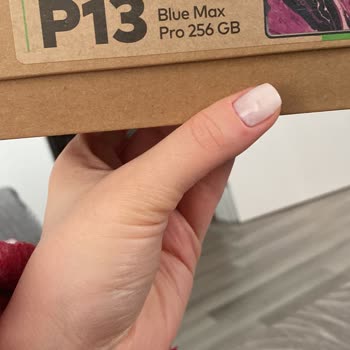 P13
Blue Max
Pro 256 GB